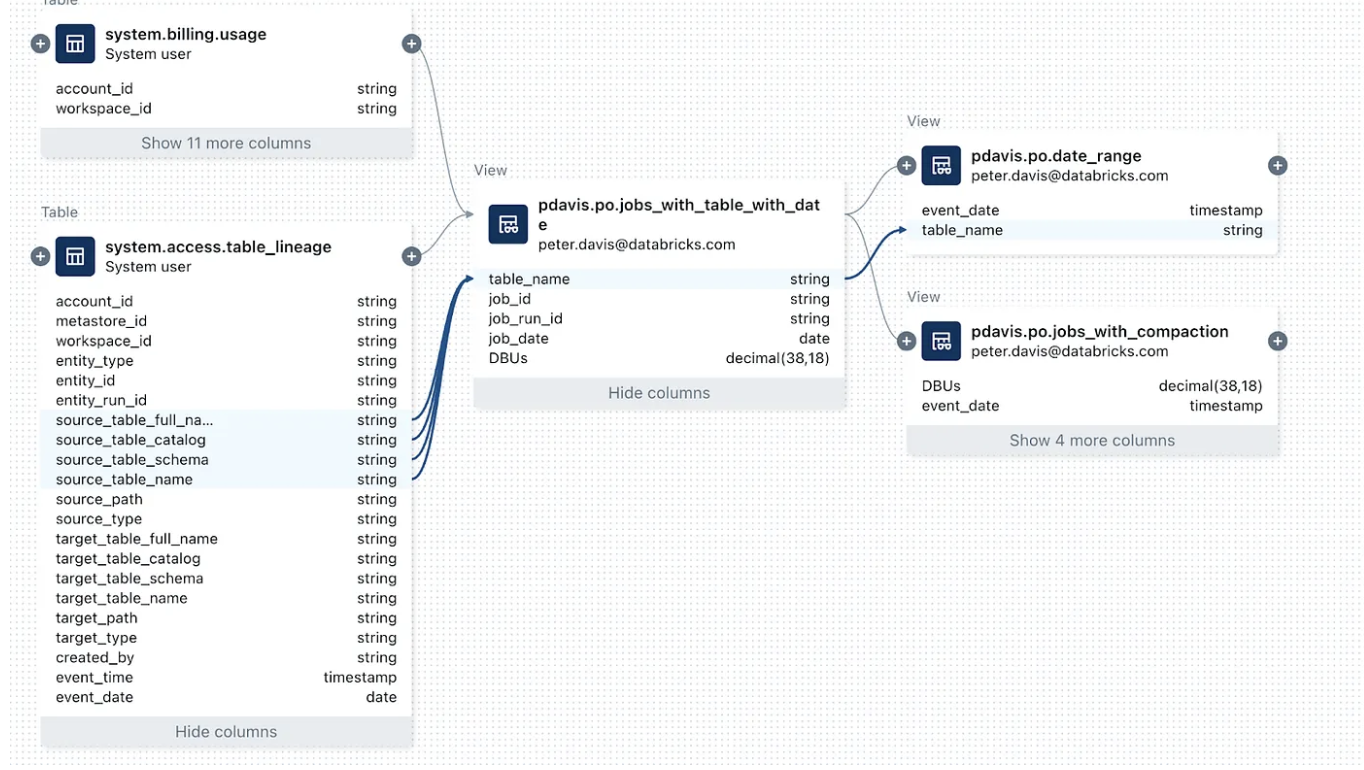 Table
system.billing.usage
System user
account_id string
workspace_id string
Show 11 more columns
Table
system.access.table_lineage
System user
account_id string
metastore_id string
workspace_id string
entity_type string
entity_id string
entity_run_id string
source_table_full_na... string
source_table_catalog string
source_table_schema string
source_table_name string
source_path string
source_type string
target_table_full_name string
target_table_catalog string
target_table_schema string
target_table_name string
target_path string
target_type string
created_by string
event_time timestamp
event_date date
Hide columns
View
pdavis.po.jobs_with_table_with_dat
e
peter.davis@databricks.com
table_name string
job_id string
job_run_id string
job_date date
DBUs decimal(38,18)
Hide columns
View
pdavis.po.date_range
peter.davis@databricks.com
event_date timestamp
table_name string
View
pdavis.po.jobs_with_compaction
peter.davis@databricks.com
DBUs decimal(38,18)
event_date timestamp
Show 4 more columns